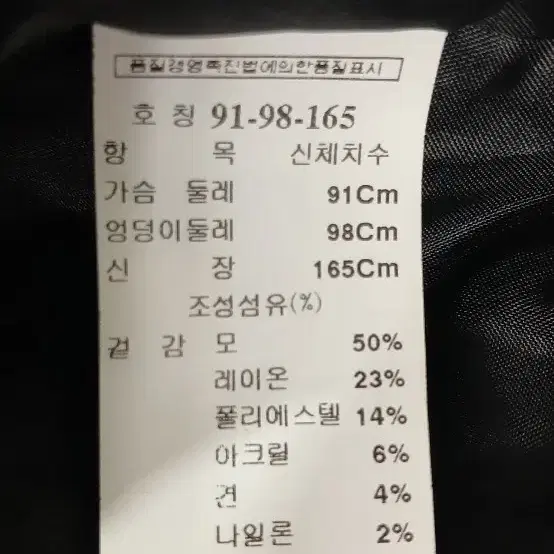 품질경영촉진법에의한품질표시
호 칭 91-98-165
항 목 신체치수
가슴 둘레 91Cm
엉덩이둘레 98Cm
신 장 165Cm
조성섬유(%)
겉 감 모 50%
레이온 23%
폴리에스텔 14%
아크릴 6%
견 4%
나일론 2%